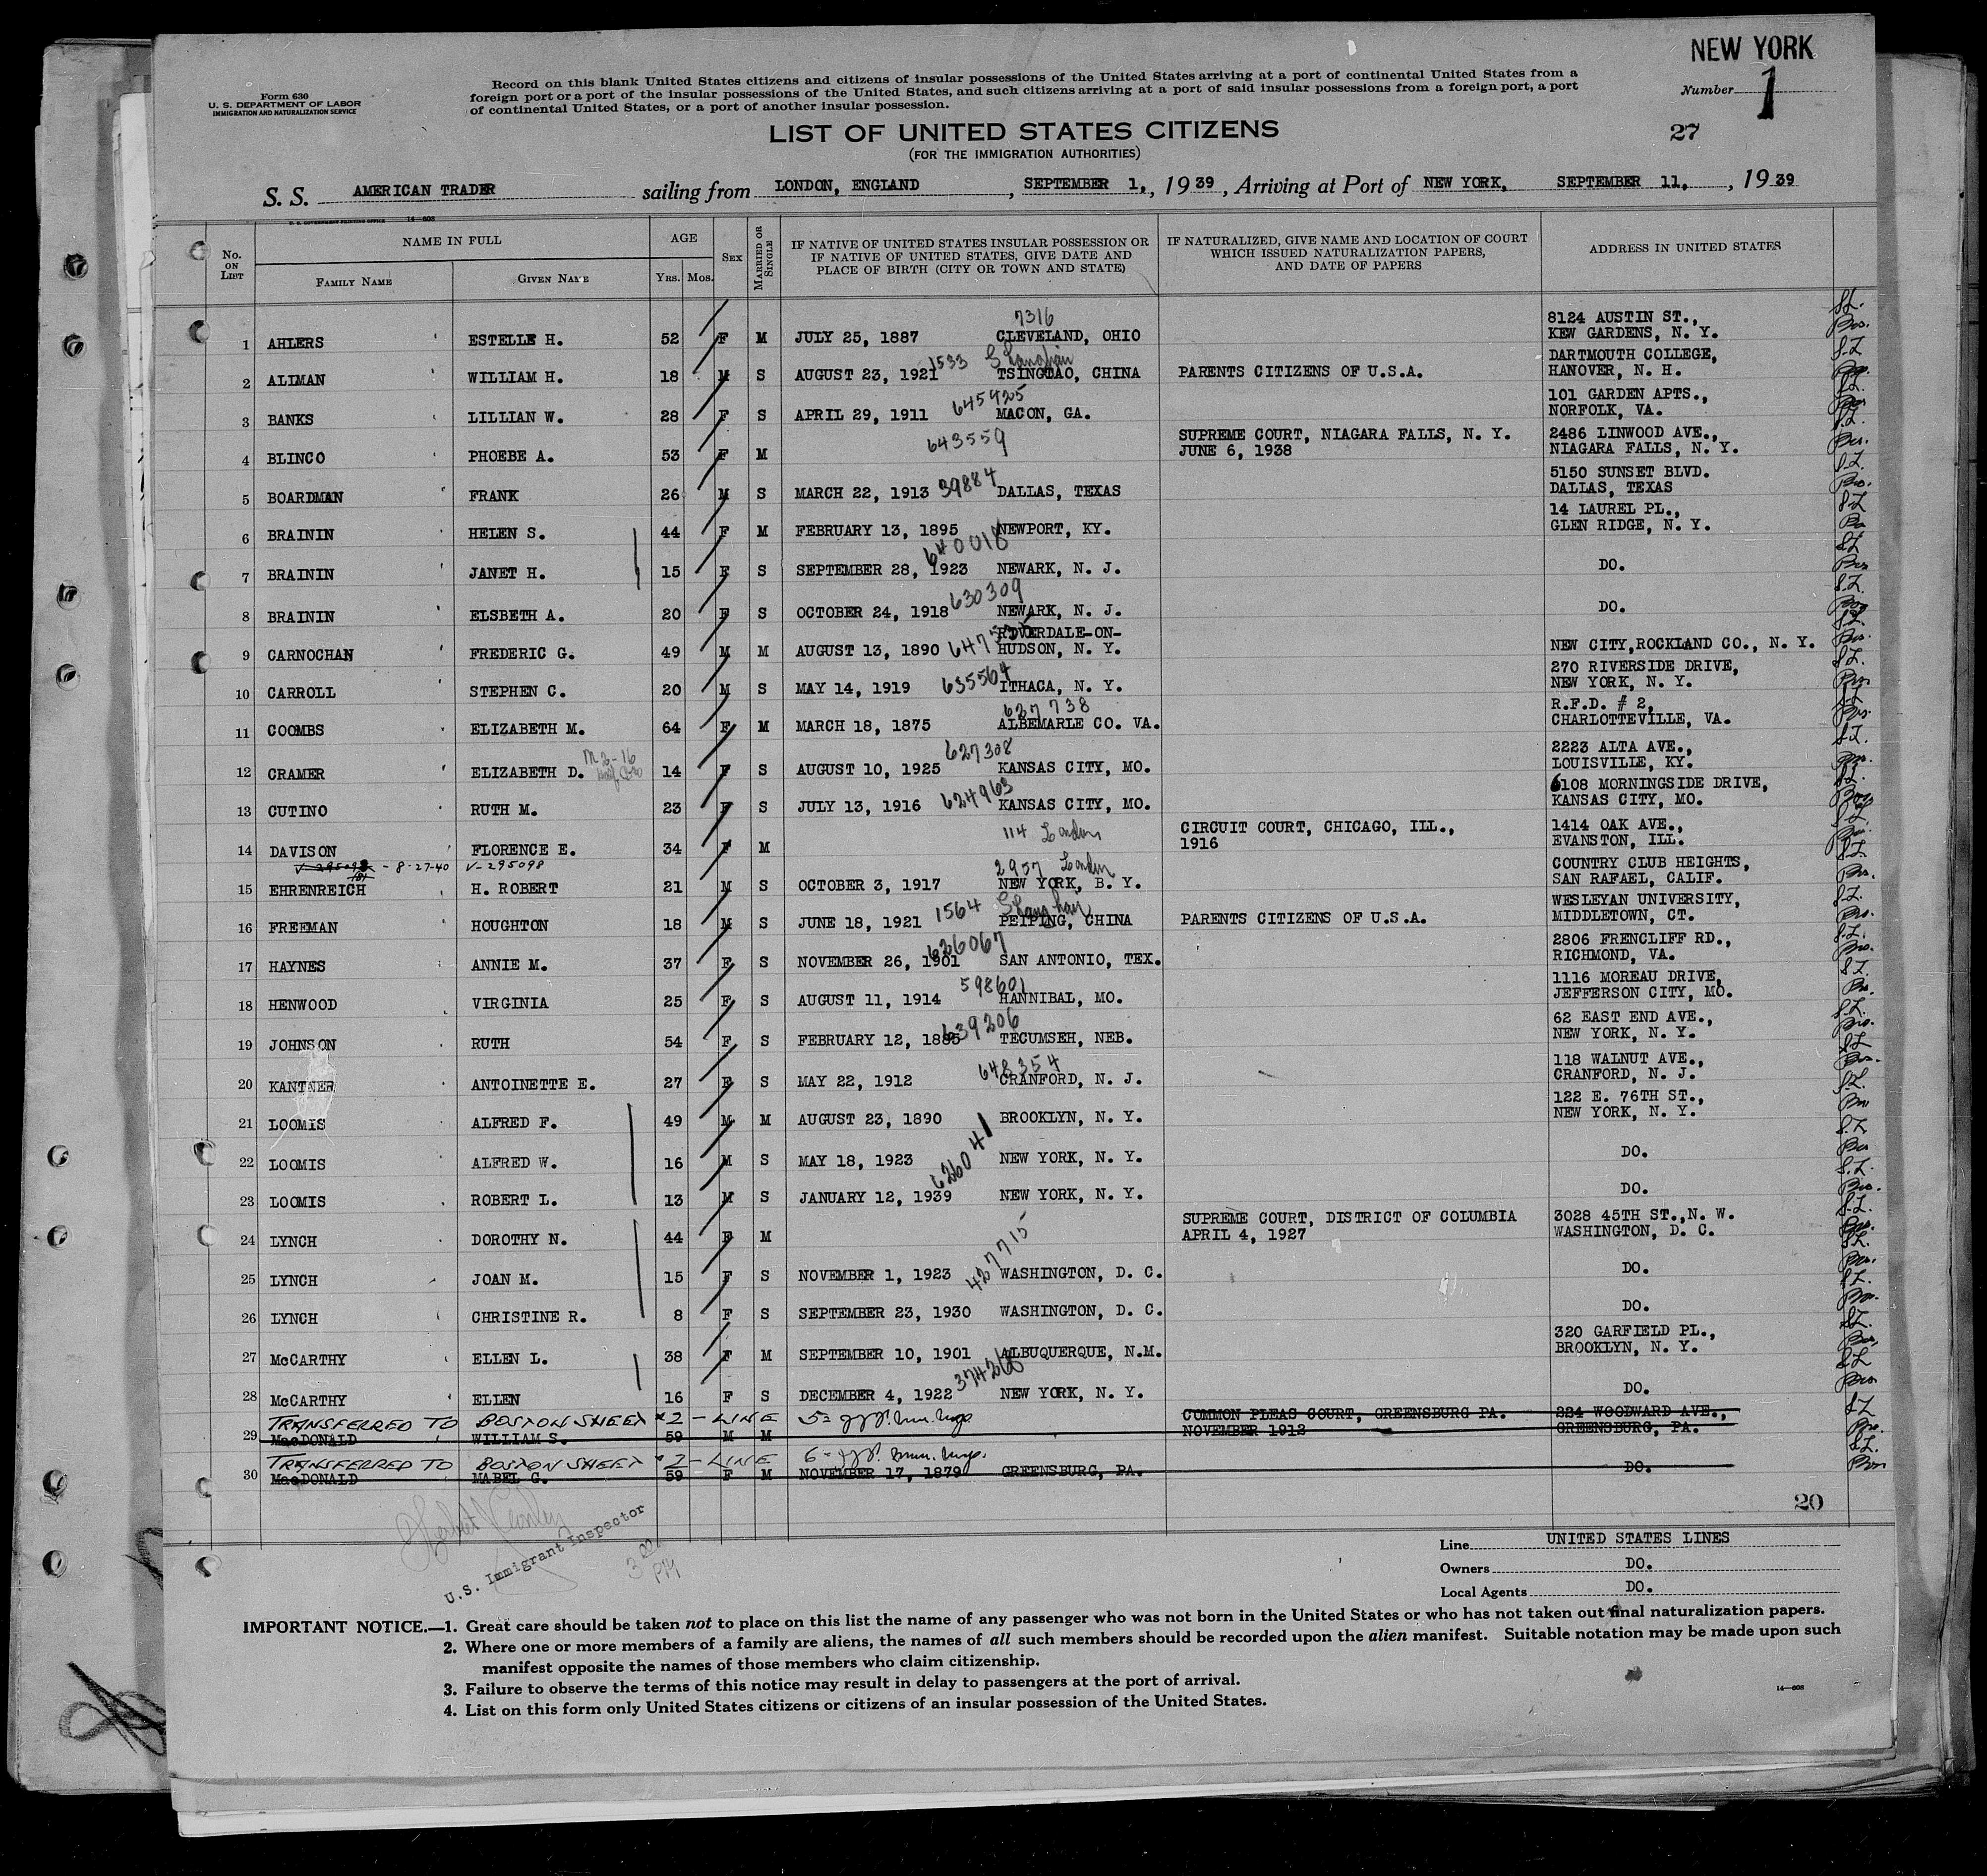 NEW YORK
Number 1
27
Form 630
U. S. DEPARTMENT OF LABOR
IMMIGRATION AND NATURALIZATION SERVICE
Record on this blank United States citizens and citizens of insular possessions of the United States arriving at a port of continental United States from a
foreign port or a port of the insular possessions of the United States, and such citizens arriving at a port of said insular possessions from a foreign port, a port
of continental United States, or a port of another insular possession.
LIST OF UNITED STATES CITIZENS
(FOR THE IMMIGRATION AUTHORITIES)
S. S. AMERICAN TRADER sailing from LONDON, ENGLAND, SEPTEMBER 1,, 1939, Arriving at Port of NEW YORK, SEPTEMBER 11,, 1939
U. S. GOVERNMENT PRINTING OFFICE 14—608
No. ON LIST
NAME IN FULL
FAMILY NAME
GIVEN NAME
AGE
YRS.
MOS.
SEX
MARRIED OR SINGLE
IF NATIVE OF UNITED STATES INSULAR POSSESSION OR
IF NATIVE OF UNITED STATES, GIVE DATE AND
PLACE OF BIRTH (CITY OR TOWN AND STATE)
IF NATURALIZED, GIVE NAME AND LOCATION OF COURT
WHICH ISSUED NATURALIZATION PAPERS,
AND DATE OF PAPERS
ADDRESS IN UNITED STATES
7316 8124 AUSTIN ST.,
1 AHLERS ESTELLE H. 52 F M JULY 25, 1887 CLEVELAND, OHIO KEW GARDENS, N. Y.
1533 Shanghai DARTMOUTH COLLEGE,
2 ALTMAN WILLIAM H. 18 M S AUGUST 23, 1921 TSINGTAO, CHINA PARENTS CITIZENS OF U.S.A. HANOVER, N. H.
645925 101 GARDEN APTS.,
3 BANKS LILLIAN W. 28 F S APRIL 29, 1911 MACON, GA. NORFOLK, VA.
643559 SUPREME COURT, NIAGARA FALLS, N. Y. 2486 LINWOOD AVE.,
4 BLINCO PHOEBE A. 53 F M JUNE 6, 1938 NIAGARA FALLS, N. Y.
5150 SUNSET BLVD.
5 BOARDMAN FRANK 26 M S MARCH 22, 1913 39884 DALLAS, TEXAS DALLAS, TEXAS
14 LAUREL PL.,
6 BRAININ HELEN S. 44 F M FEBRUARY 13, 1895 NEWPORT, KY. GLEN RIDGE, N. Y.
640018
7 BRAININ JANET H. 15 F S SEPTEMBER 28, 1923 NEWARK, N. J. DO.
8 BRAININ ELSBETH A. 20 F S OCTOBER 24, 1918 630309 NEWARK, N. J. DO.
RIVERDALE-ON-
9 CARNOCHAN FREDERIC G. 49 M M AUGUST 13, 1890 HUDSON, N. Y. NEW CITY, ROCKLAND CO., N. Y.
270 RIVERSIDE DRIVE,
10 CARROLL STEPHEN C. 20 M S MAY 14, 1919 635564 ITHACA, N. Y. NEW YORK, N. Y.
627738 R.F.D. # 2,
11 COOMBS ELIZABETH M. 64 F M MARCH 18, 1875 ALBEMARLE CO. VA. CHARLOTTEVILLE, VA.
627308 2223 ALTA AVE.,
12 CRAMER ELIZABETH D. 14 F S AUGUST 10, 1925 KANSAS CITY, MO. LOUISVILLE, KY.
6108 MORNINGSIDE DRIVE,
13 CUTINO RUTH M. 23 F S JULY 13, 1916 624963 KANSAS CITY, MO. KANSAS CITY, MO.
114 London CIRCUIT COURT, CHICAGO, ILL., 1414 OAK AVE.,
14 DAVISON FLORENCE E. 34 F M 1916 EVANSTON, ILL.
V-295098 - 8-27-40 V-295098 2957 London COUNTRY CLUB HEIGHTS,
15 EHRENREICH H. ROBERT 21 M S OCTOBER 3, 1917 NEW YORK, B. Y. SAN RAFAEL, CALIF.
1564 Shanghai WESLEYAN UNIVERSITY,
16 FREEMAN HOUGHTON 18 M S JUNE 18, 1921 PEIPING, CHINA PARENTS CITIZENS OF U.S.A. MIDDLETOWN, CT.
626067 2806 FRENCLIFF RD.,
17 HAYNES ANNIE M. 37 F S NOVEMBER 26, 1901 SAN ANTONIO, TEX. RICHMOND, VA.
598601 1116 MOREAU DRIVE,
18 HENWOOD VIRGINIA 25 F S AUGUST 11, 1914 HANNIBAL, MO. JEFFERSON CITY, MO.
639206 62 EAST END AVE.,
19 JOHNSON RUTH 54 F S FEBRUARY 12, 1885 TECUMSEH, NEB. NEW YORK, N. Y.
648354 118 WALNUT AVE.,
20 KANTNER ANTOINETTE E. 27 F S MAY 22, 1912 CRANFORD, N. J. CRANFORD, N. J.
122 E. 76TH ST.,
21 LOOMIS ALFRED F. 49 M M AUGUST 23, 1890 BROOKLYN, N. Y. NEW YORK, N. Y.
626041
22 LOOMIS ALFRED W. 16 M S MAY 18, 1923 NEW YORK, N. Y. DO.
23 LOOMIS ROBERT L. 13 M S JANUARY 12, 1939 NEW YORK, N. Y. DO.
SUPREME COURT, DISTRICT OF COLUMBIA 3028 45TH ST., N. W.
24 LYNCH DOROTHY N. 44 F M APRIL 4, 1927 WASHINGTON, D. C.
427715
25 LYNCH JOAN M. 15 F S NOVEMBER 1, 1923 WASHINGTON, D. C. DO.
26 LYNCH CHRISTINE R. 8 F S SEPTEMBER 23, 1930 WASHINGTON, D. C. DO.
320 GARFIELD PL.,
27 McCARTHY ELLEN L. 38 F M SEPTEMBER 10, 1901 ALBUQUERQUE, N.M. BROOKLYN, N. Y.
28 McCARTHY ELLEN 16 F S DECEMBER 4, 1922 NEW YORK, N. Y. DO.
TRANSFERRED TO BOSTON SHEET #2 - LINE 5 COMMON PLEAS COURT, GREENSBURG PA. 324 WOODWARD AVE.,
29 MacDONALD WILLIAM S. 59 M M NOVEMBER 1912 GREENSBURG, PA.
TRANSFERRED TO BOSTON SHEET #2 - LINE 6
30 MacDONALD MABEL C. 59 F M NOVEMBER 17, 1879 GREENSBURG, PA. DO.
20
U.S. Immigrant Inspector
3 00 PM
Line UNITED STATES LINES
Owners DO.
Local Agents DO.
IMPORTANT NOTICE.—1. Great care should be taken not to place on this list the name of any passenger who was not born in the United States or who has not taken out final naturalization papers.
2. Where one or more members of a family are aliens, the names of all such members should be recorded upon the alien manifest. Suitable notation may be made upon such
manifest opposite the names of those members who claim citizenship.
3. Failure to observe the terms of this notice may result in delay to passengers at the port of arrival.
4. List on this form only United States citizens or citizens of an insular possession of the United States.
14—608